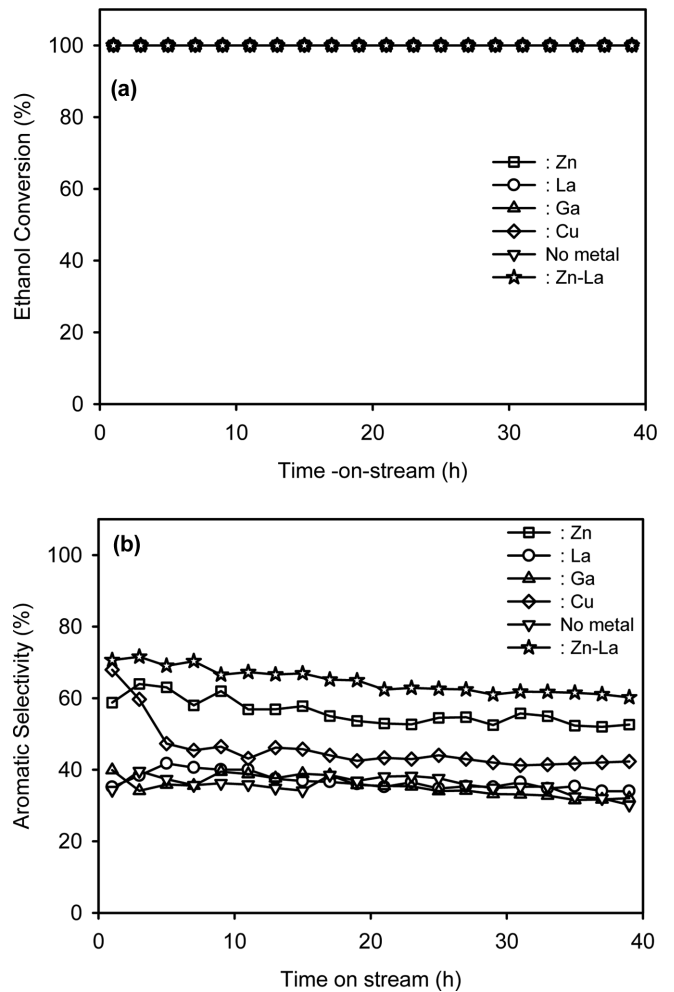 100
(a)
80
: Zn
: La
60
: Ga
: Cu
No metal
40
: Zn-La
20
0
Ethanol Conversion (%)
0 10 20 30 40
Time -on-stream (h)
(b)
: Zn
100
: La
: Ga
: Cu
80
No metal
: Zn-La
60
40
20
0
Aromatic Selectivity (%)
0 10 20 30 40
Time on stream (h)